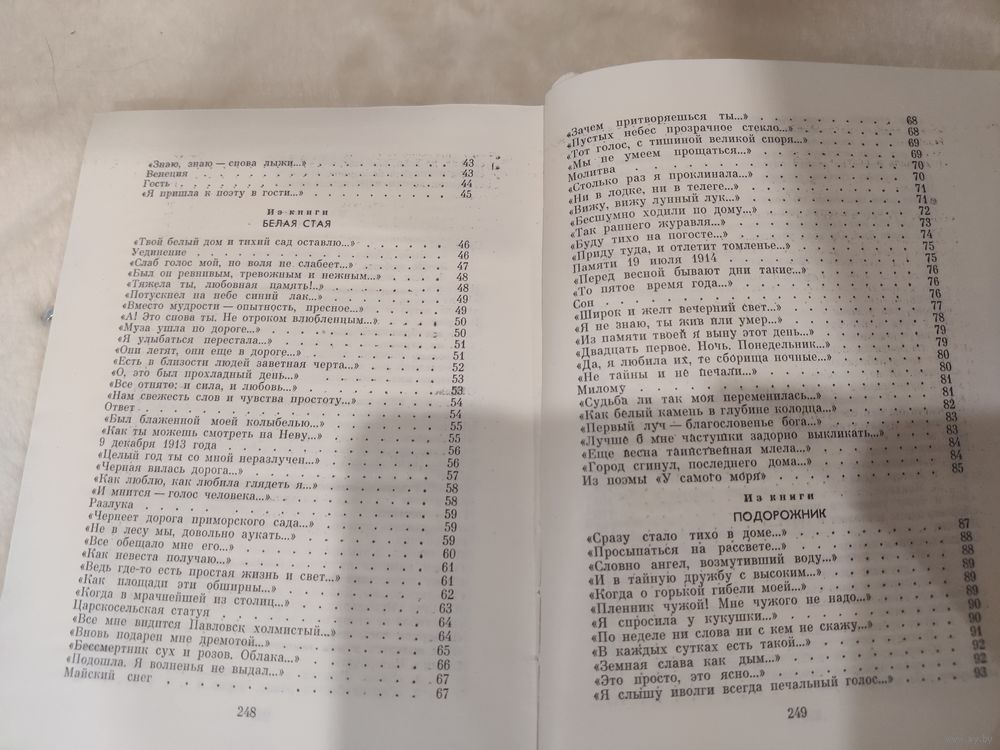 «Знаю, знаю — снова лыжи...» . . . . . . 43
Венеция . . . . . . 43
Гость . . . . . . 44
«Я пришла к поэту в гости...» . . . . . . 45
Из книги
БЕЛАЯ СТАЯ
«Твой белый дом и тихий сад оставлю...» . . . . . . 46
Уединение . . . . . . 46
«Слаб голос мой, но воля не слабеет...» . . . . . . 47
«Был он ревнивым, тревожным и нежным...» . . . . . . 48
«Тяжела ты, любовная память!..» . . . . . . 48
«Потускнел на небе синий лак...» . . . . . . 49
«Вместо мудрости — опытность, пресное...» . . . . . . 49
«А! Это снова ты. Не отроком влюбленным...» . . . . . . 50
«Муза ушла по дороге...» . . . . . . 50
«Я улыбаться перестала...» . . . . . . 51
«Они летят, они еще в дороге...» . . . . . . 51
«Есть в близости людей заветная черта...» . . . . . . 52
«О, это был прохладный день...» . . . . . . 53
«Все отнято: и сила, и любовь...» . . . . . . 53
«Нам свежесть слов и чувства простоту...» . . . . . . 54
Ответ . . . . . . 54
«Был блаженной моей колыбелью...» . . . . . . 55
«Как ты можешь смотреть на Неву...» . . . . . . 55
9 декабря 1913 года . . . . . . 56
«Целый год ты со мной неразлучен...» . . . . . . 56
«Черная вилась дорога...» . . . . . . 57
«Как люблю, как любила глядеть я...» . . . . . . 58
«И мнится — голос человека...» . . . . . . 58
Разлука . . . . . . 59
«Чернеет дорога приморского сада...» . . . . . . 59
«Не в лесу мы, довольно аукать...» . . . . . . 59
«Все обещало мне его...» . . . . . . 60
«Как невеста получаю...» . . . . . . 61
«Ведь где-то есть простая жизнь и свет...» . . . . . . 61
«Как площади эти обширны...» . . . . . . 62
«Когда в мрачнейшей из столиц...» . . . . . . 63
Царскосельская статуя . . . . . . 64
«Все мне видится Павловск холмистый...» . . . . . . 64
«Вновь подарен мне дремотой...» . . . . . . 65
«Бессмертник сух и розов. Облака...» . . . . . . 66
«Подошла. Я волненья не выдал...» . . . . . . 67
Майский снег . . . . . . 67
248
«Зачем притворяешься ты...» . . . . . . 68
«Пустых небес прозрачное стекло...» . . . . . . 68
«Тот голос, с тишиной великой споря...» . . . . . . 69
«Мы не умеем прощаться...» . . . . . . 69
Молитва . . . . . . 70
«Столько раз я проклинала...» . . . . . . 70
«Ни в лодке, ни в телеге...» . . . . . . 71
«Вижу, вижу лунный лук...» . . . . . . 71
«Бесшумно ходили по дому...» . . . . . . 72
«Так раннего журавля...» . . . . . . 73
«Буду тихо на погосте...» . . . . . . 74
«Приду туда, и отлетит томленье...» . . . . . . 75
Памяти 19 июля 1914 . . . . . . 75
«Перед весной бывают дни такие...» . . . . . . 76
«То пятое время года...» . . . . . . 76
Сон . . . . . . 76
«Широк и желт вечерний свет...» . . . . . . 77
«Я не знаю, ты жив или умер...» . . . . . . 78
«Из памяти твоей я выну этот день...» . . . . . . 79
«Двадцать первое. Ночь. Понедельник...» . . . . . . 79
«Да, я любила их, те сборища ночные...» . . . . . . 80
«Не тайны и не печали...» . . . . . . 80
Милому . . . . . . 81
«Судьба ли так моя переменилась...» . . . . . . 81
«Как белый камень в глубине колодца...» . . . . . . 82
«Первый луч — благословенье бога...» . . . . . . 83
«Лучше б мне частушки задорно выкликать...» . . . . . . 83
«Еще весна таинственная млела...» . . . . . . 84
«Город сгинул, последнего дома...» . . . . . . 84
Из поэмы «У самого моря» . . . . . . 85
Из книги
ПОДОРОЖНИК
«Сразу стало тихо в доме...» . . . . . . 87
«Просыпаться на рассвете...» . . . . . . 88
«Словно ангел, возмутивший воду...» . . . . . . 88
«И в тайную дружбу с высоким...» . . . . . . 89
«Когда о горькой гибели моей...» . . . . . . 89
«Пленник чужой! Мне чужого не надо...» . . . . . . 89
«Я спросила у кукушки...» . . . . . . 90
«По неделе ни слова ни с кем не скажу...» . . . . . . 90
«В каждых сутках есть такой...» . . . . . . 91
«Земная слава как дым...» . . . . . . 92
«Это просто, это ясно...» . . . . . . 92
«Я слышу иволги всегда печальный голос...» . . . . . . 93
249
www.ay.by